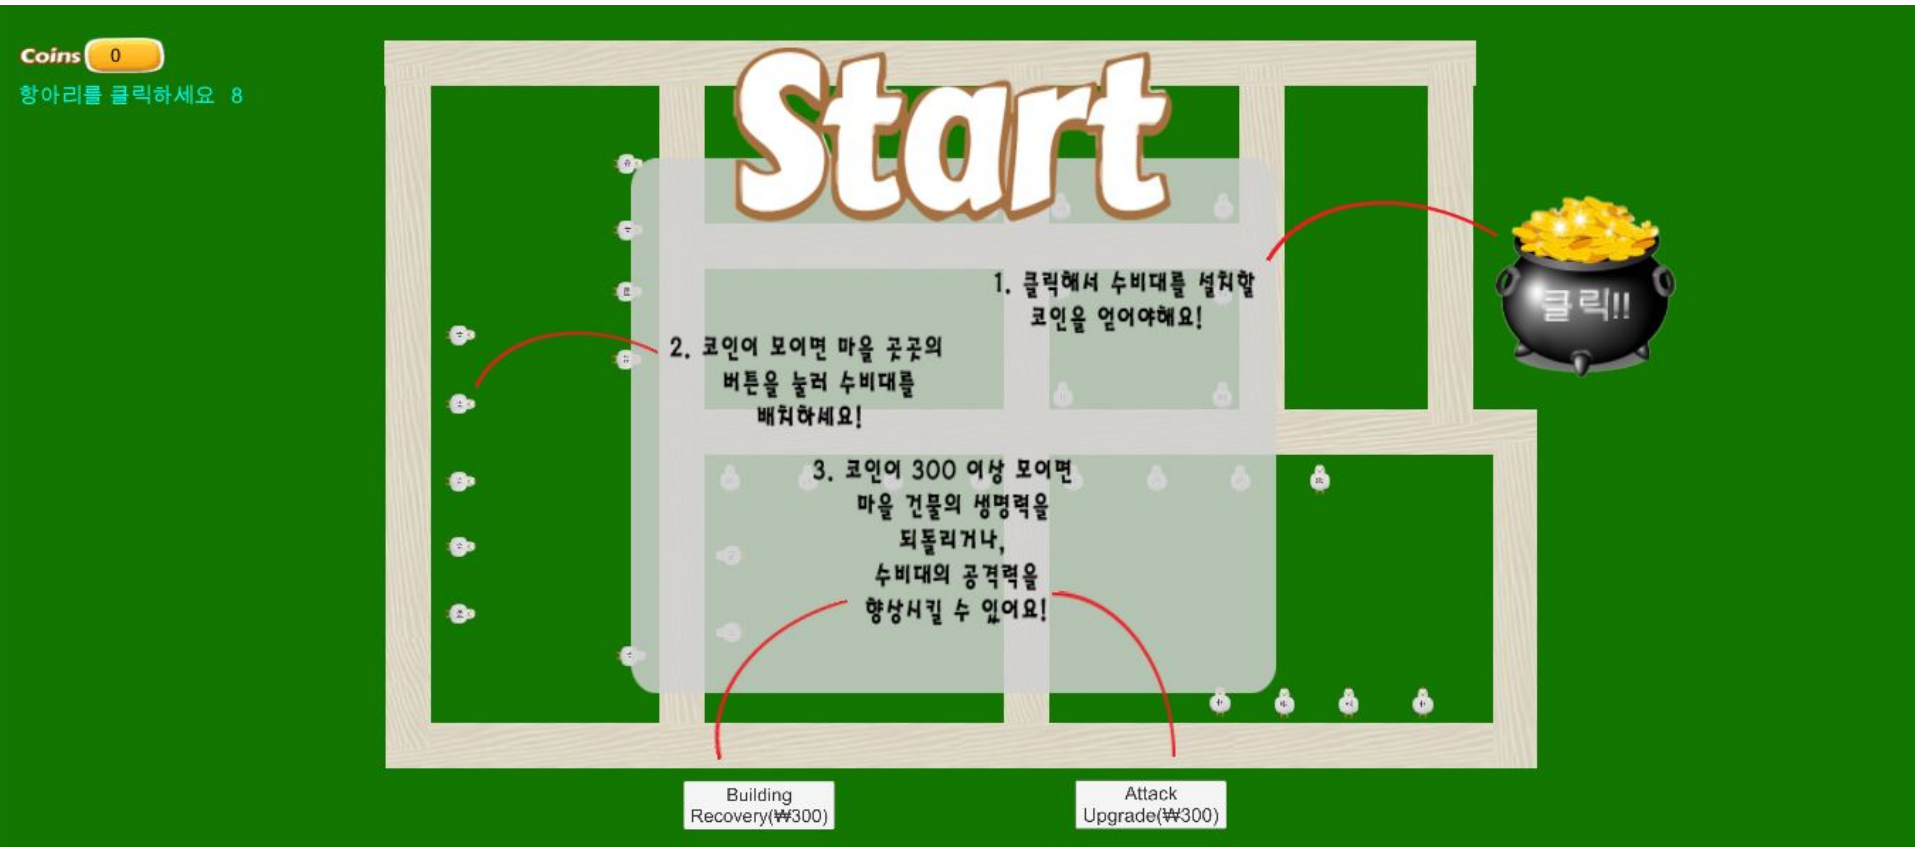 Coins 0
항아리를 클릭하세요 8
Start
1. 클릭해서 수비대를 설치할
코인을 얻어야해요!
클릭!!
2. 코인이 모이면 마을 곳곳의
버튼을 눌러 수비대를
배치하세요!
3. 코인이 300 이상 모이면
마을 건물의 생명력을
되돌리거나,
수비대의 공격력을
향상시킬 수 있어요!
Building
Recovery(₩300)
Attack
Upgrade(₩300)